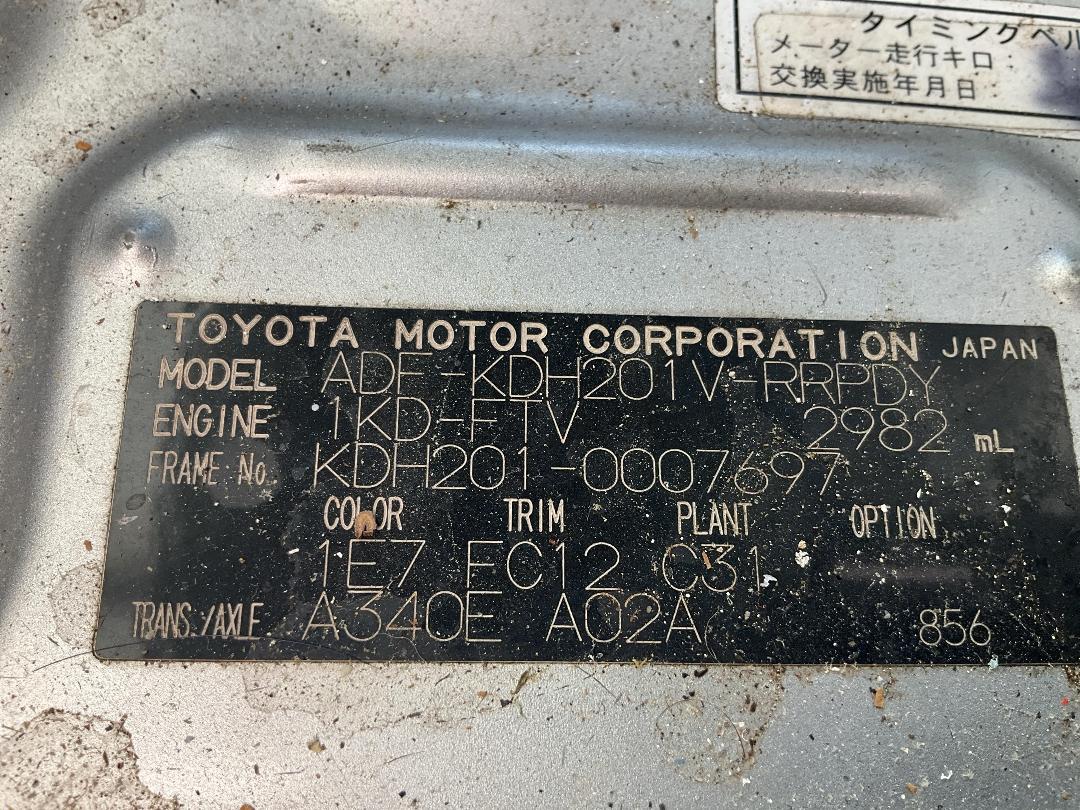 タイミングベル
メーター走行キロ：
交換実施年月日：
TOYOTA MOTOR CORPORATION JAPAN
MODEL ADF-KDH201V-RRPDY
ENGINE 1KD-FTV 2982 mL
FRAME No. KDH201-0007697
COLOR TRIM PLANT OPTION
1E7 FC12 C31
TRANS./AXLE A340E A02A 856